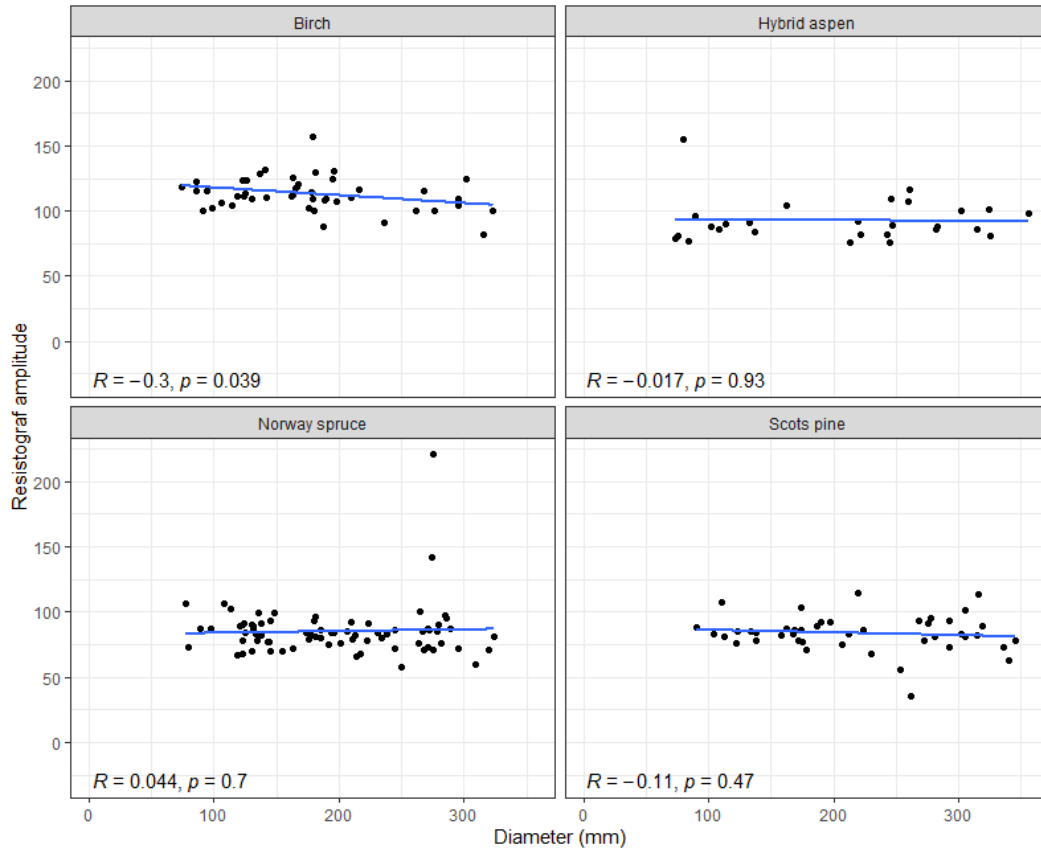 Birch
Hybrid aspen
200
150
100
50
0
R = −0.3, p = 0.039
R = −0.017, p = 0.93
Resistograf amplitude
Norway spruce
Scots pine
200
150
100
50
0
R = 0.044, p = 0.7
R = −0.11, p = 0.47
0 100 200 300 0 100 200 300
Diameter (mm)